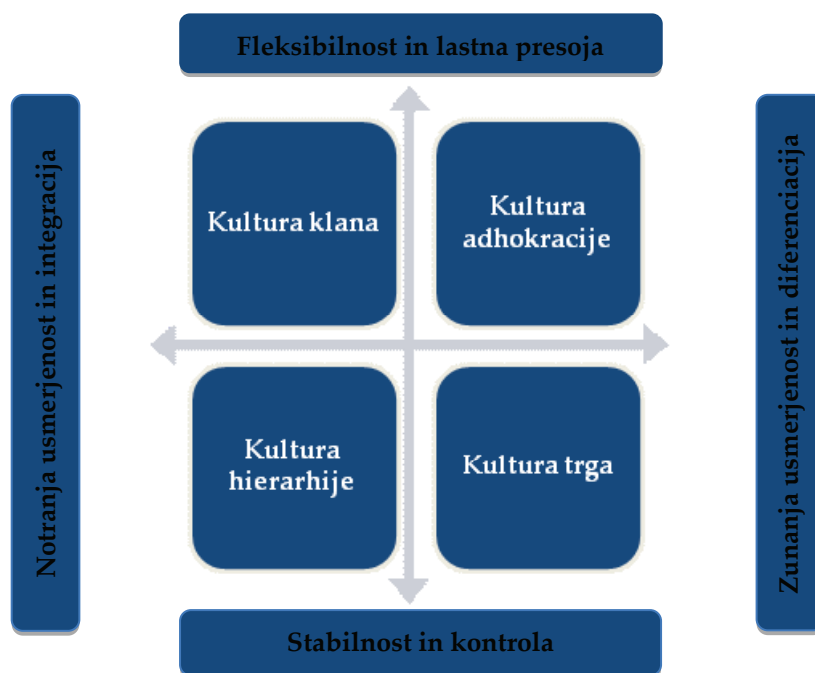 Fleksibilnost in lastna presoja
Notranja usmerjenost in integracija
Kultura klana
Kultura
adhokracije
Kultura
hierarhije
Kultura trga
Zunanja usmerjenost in diferenciacija
Stabilnost in kontrola